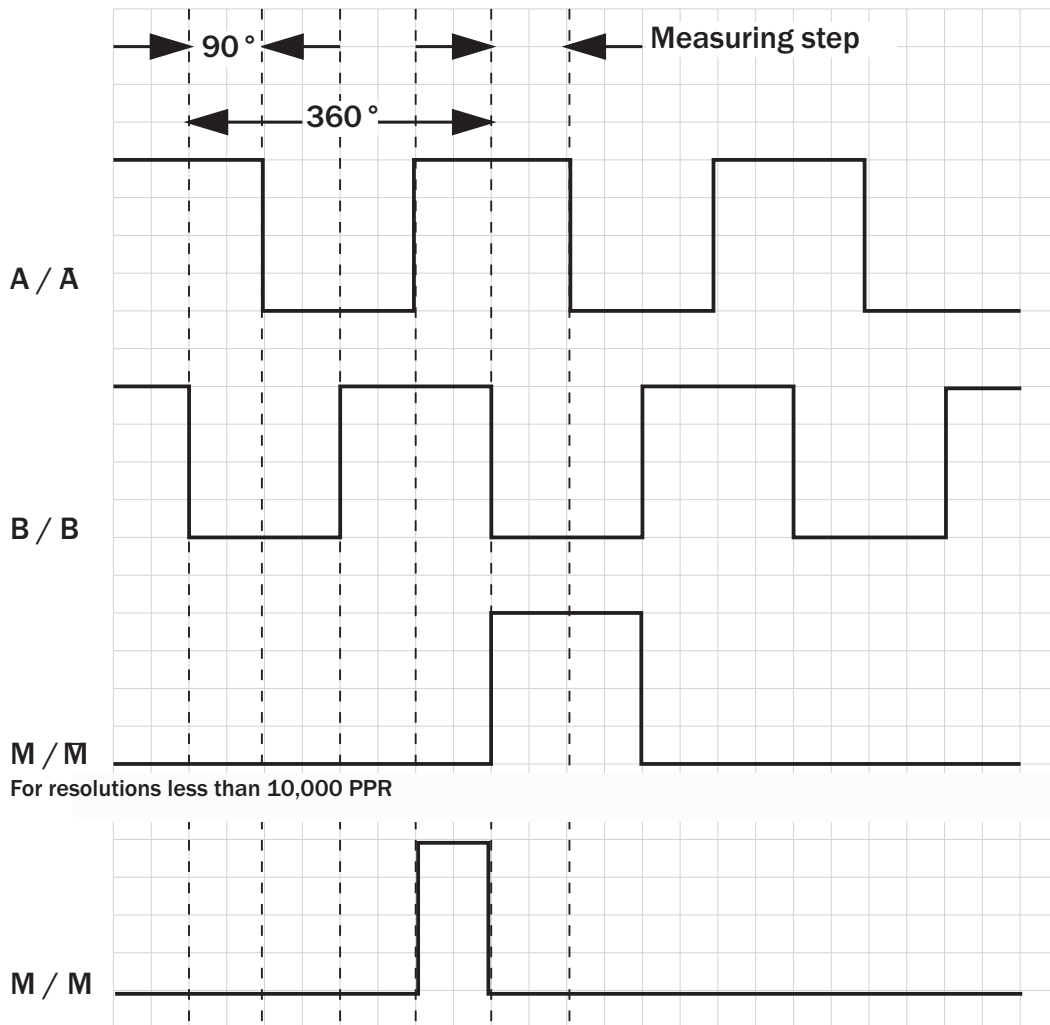 90° Measuring step
360°
A / Ā
B / B
M / M̅
For resolutions less than 10,000 PPR
M / M